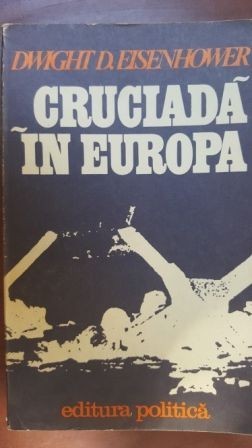 DWIGHT D. EISENHOWER
CRUCIADĂ
ÎN EUROPA
editura politică